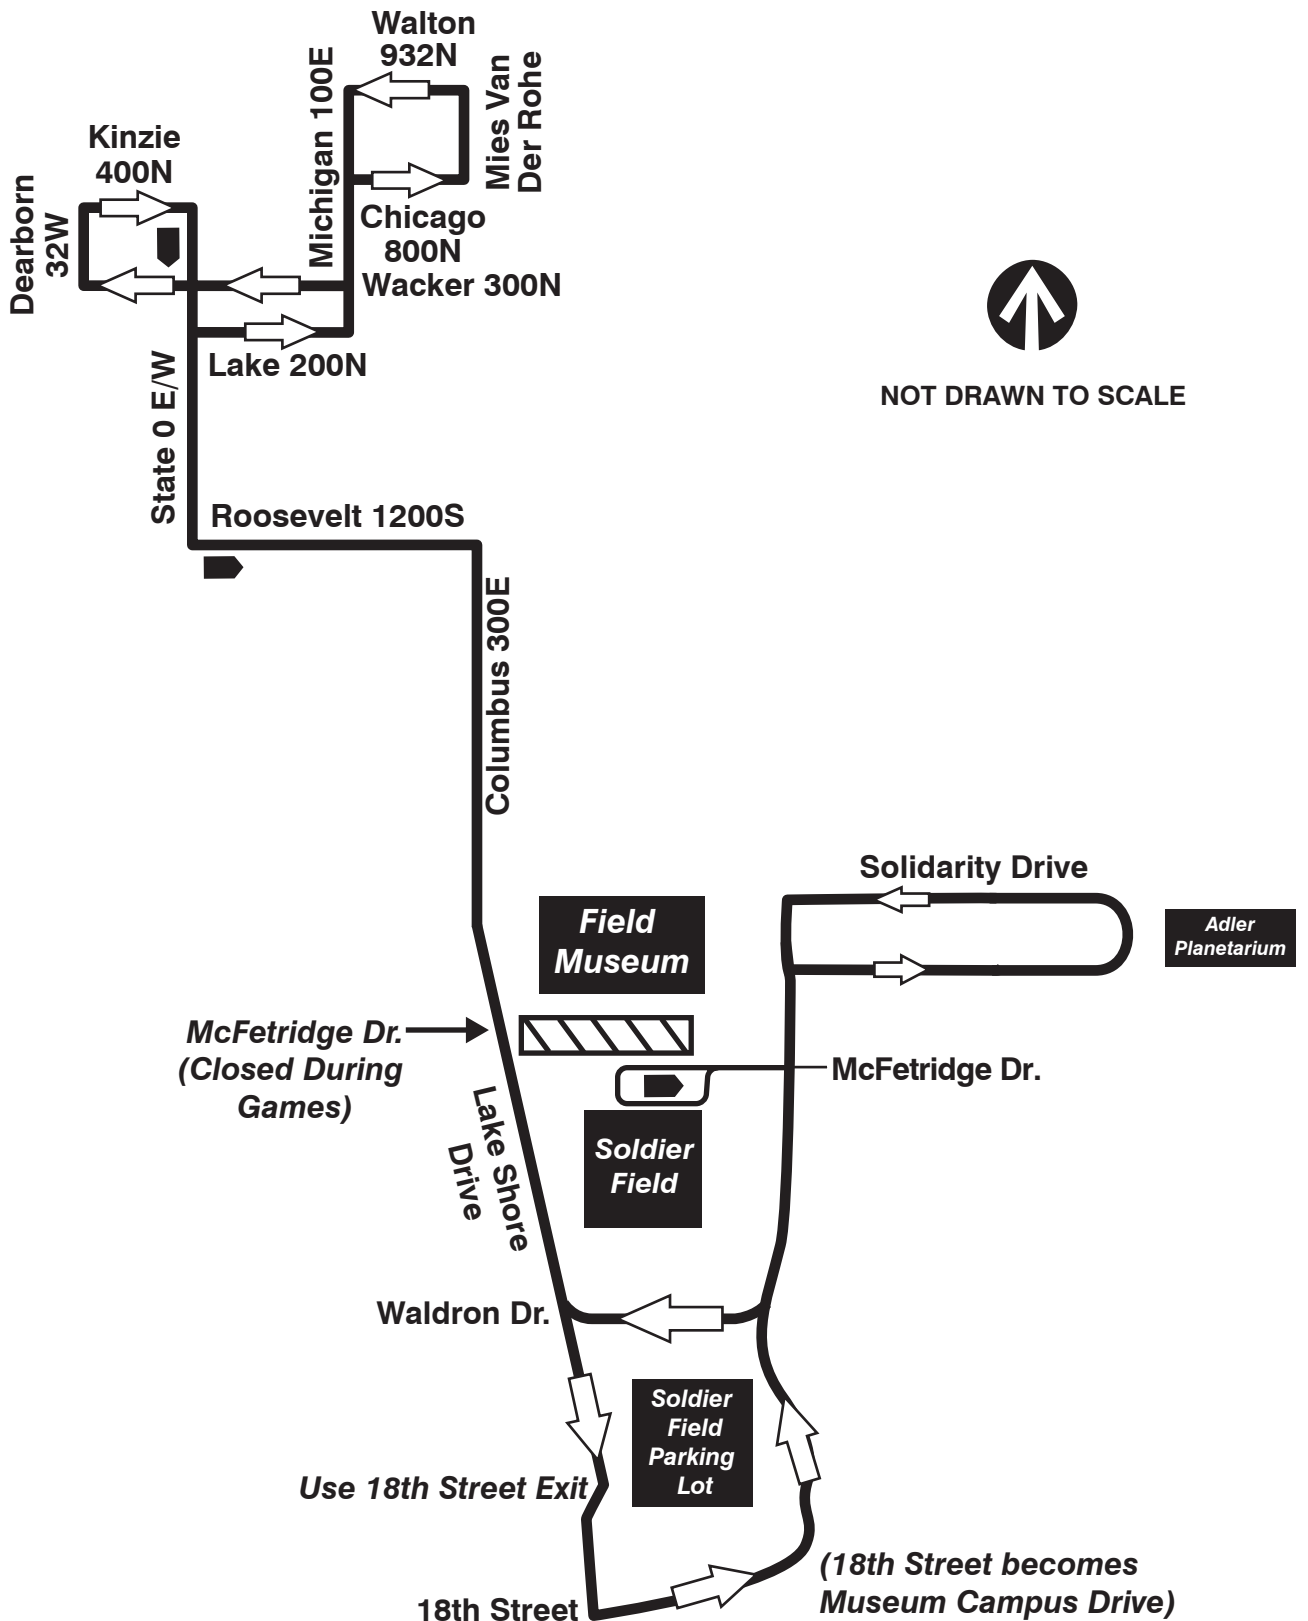 Walton
932N
Michigan 100E
Mies Van
Der Rohe
Kinzie
400N
Dearborn
32W
Chicago
800N
Wacker 300N
Lake 200N
State 0 E/W
NOT DRAWN TO SCALE
Roosevelt 1200S
Columbus 300E
Solidarity Drive
Field
Museum
Adler
Planetarium
McFetridge Dr.
(Closed During
Games)
McFetridge Dr.
Lake Shore
Drive
Soldier
Field
Waldron Dr.
Soldier
Field
Parking
Lot
Use 18th Street Exit
(18th Street becomes
Museum Campus Drive)
18th Street